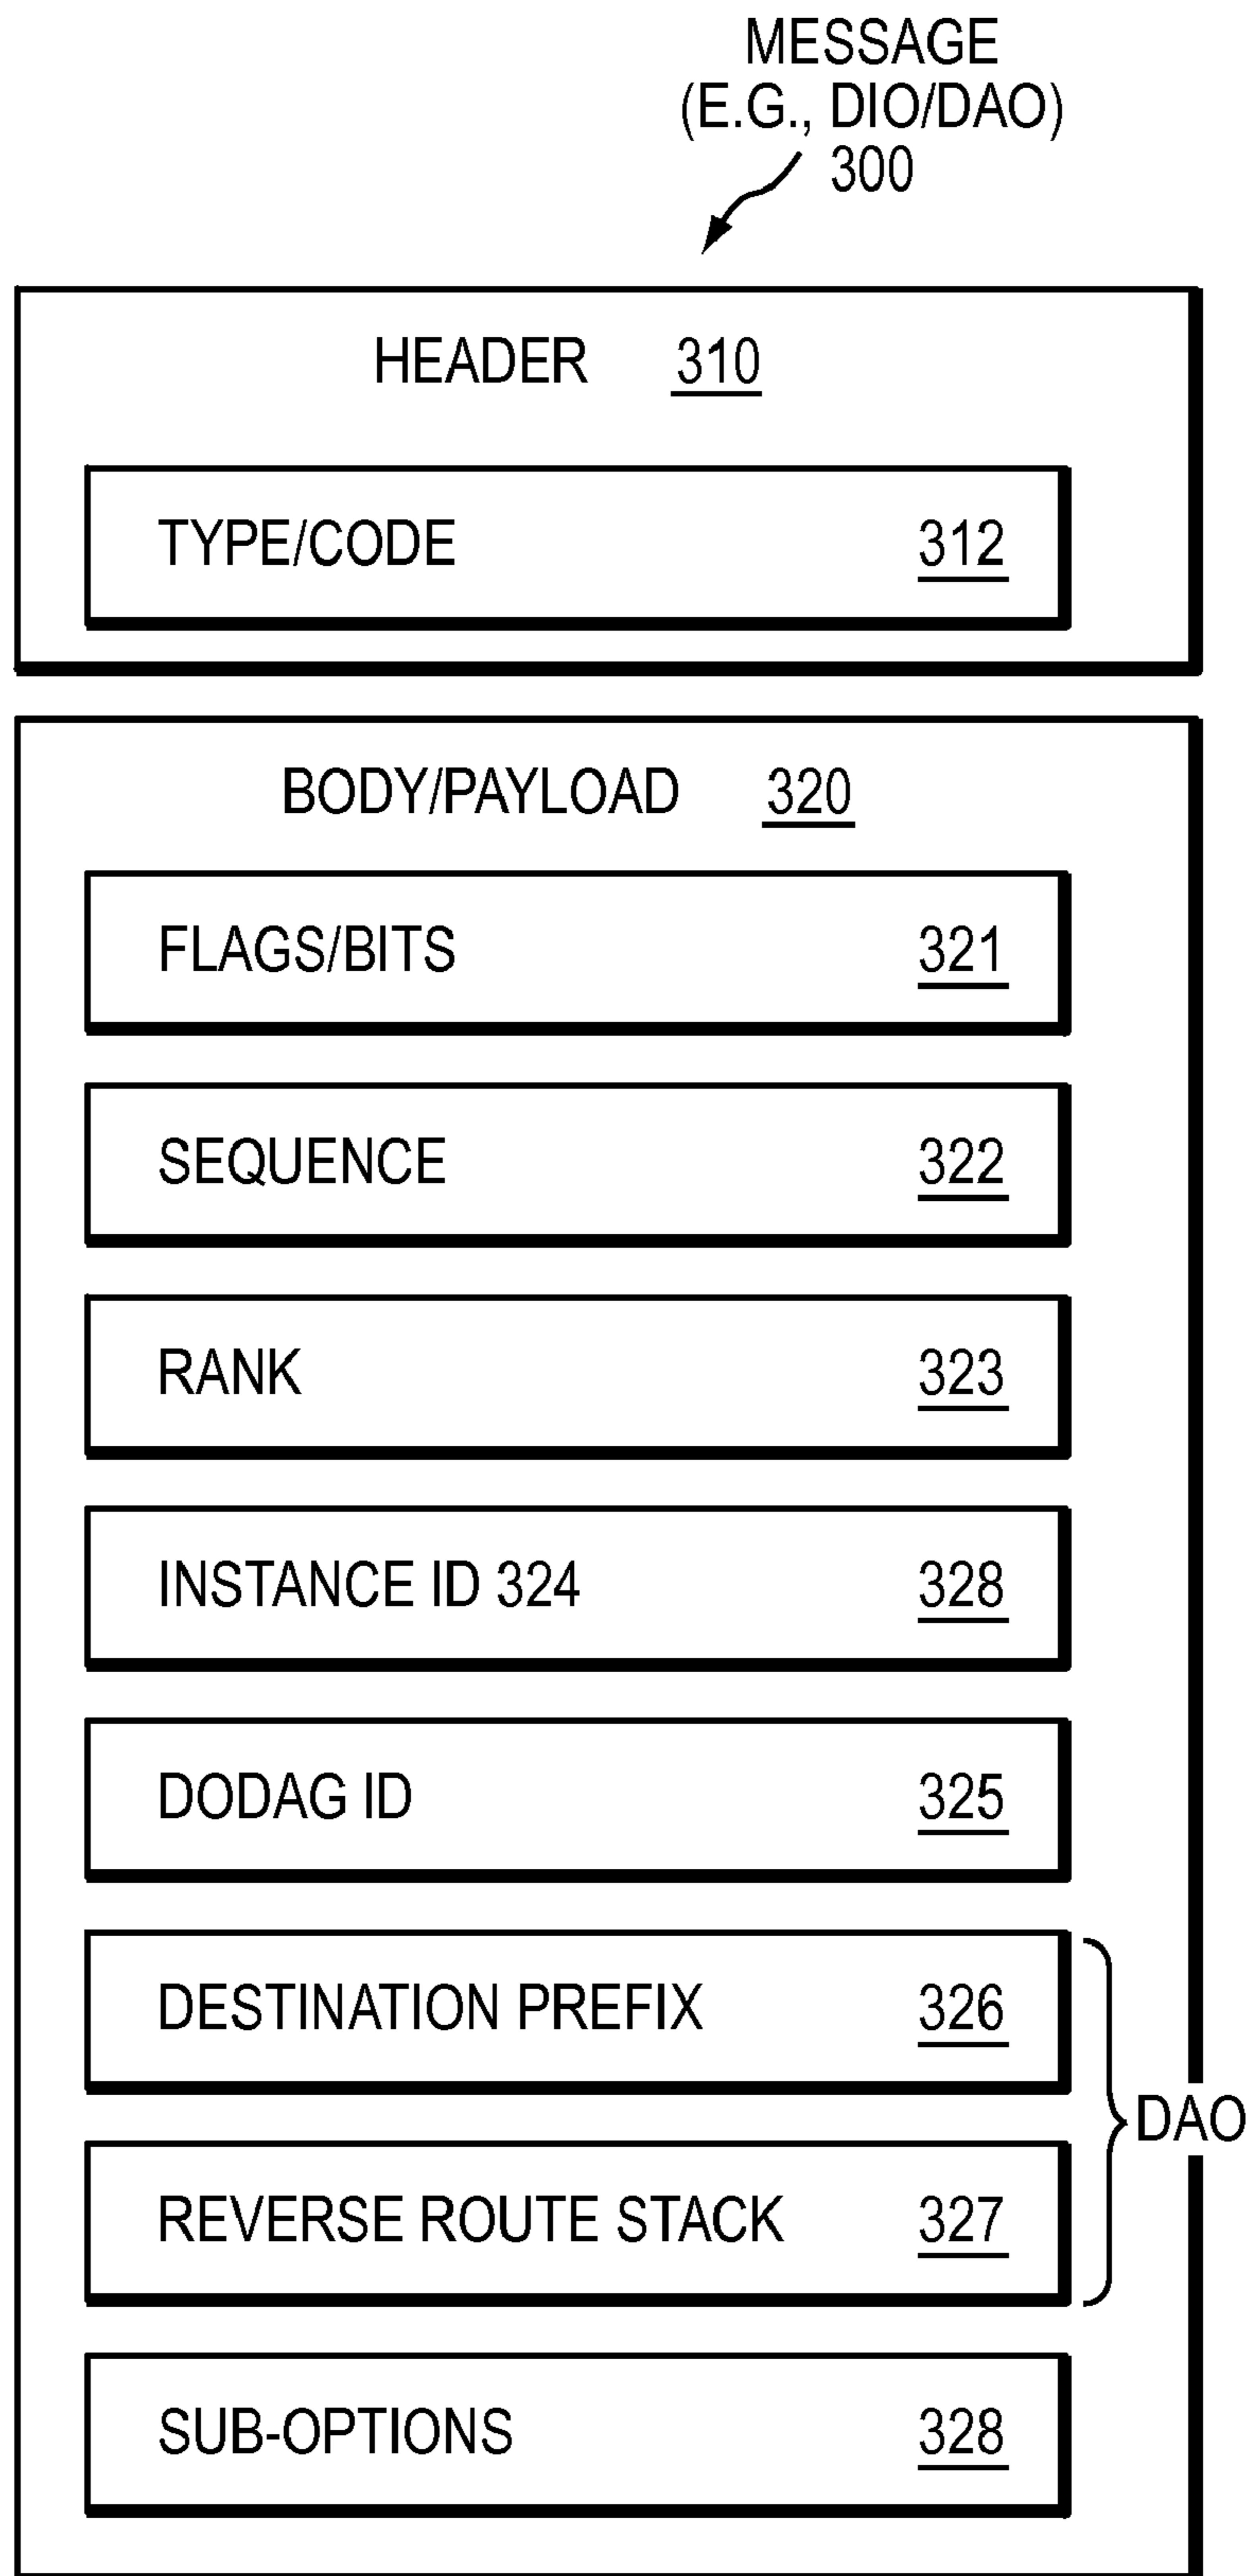 MESSAGE
(E.G., DIO/DAO)
300
HEADER 310
TYPE/CODE 312
BODY/PAYLOAD 320
FLAGS/BITS 321
SEQUENCE 322
RANK 323
INSTANCE ID 324 328
DODAG ID 325
DESTINATION PREFIX 326
DAO
REVERSE ROUTE STACK 327
SUB-OPTIONS 328